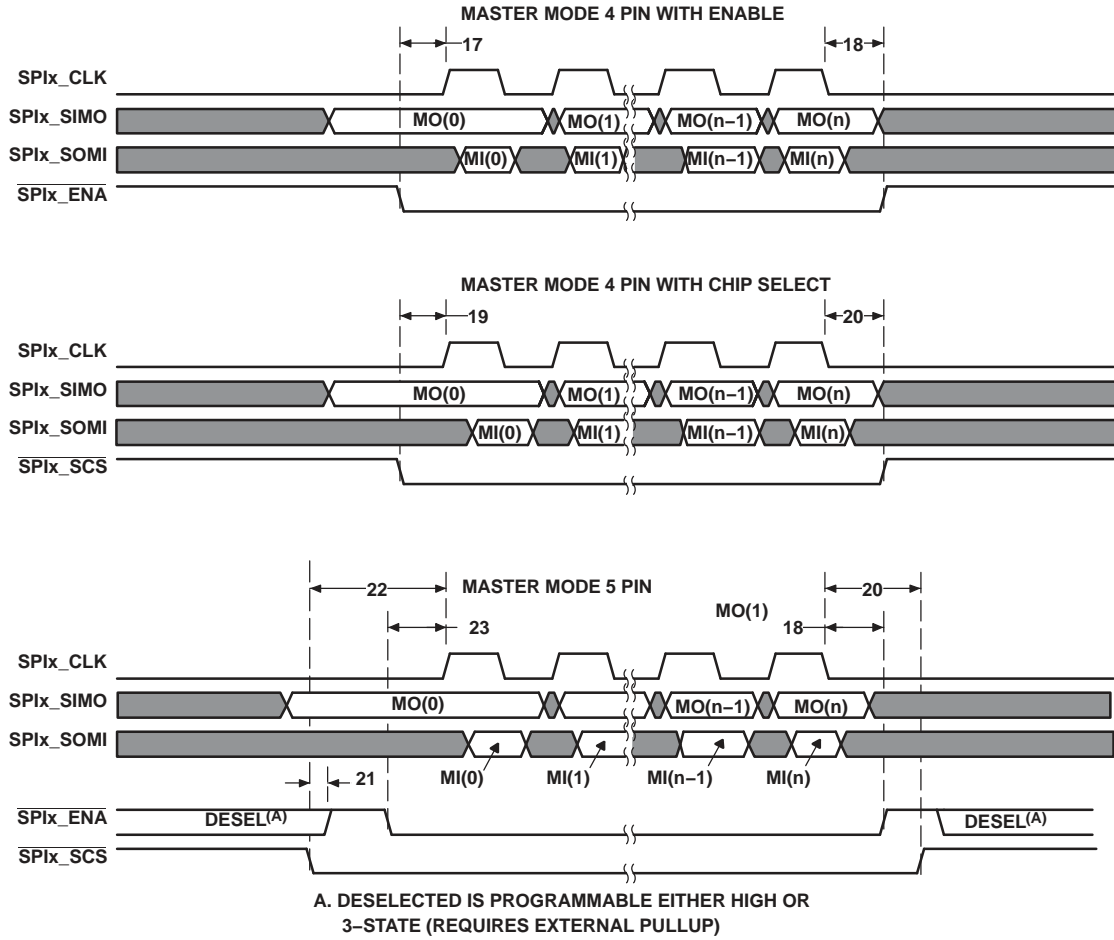 MASTER MODE 4 PIN WITH ENABLE
17 18
SPIx_CLK
SPIx_SIMO MO(0) MO(1) MO(n−1) MO(n)
SPIx_SOMI MI(0) MI(1) MI(n−1) MI(n)
SPIx_ENA
MASTER MODE 4 PIN WITH CHIP SELECT
19 20
SPIx_CLK
SPIx_SIMO MO(0) MO(1) MO(n−1) MO(n)
SPIx_SOMI MI(0) MI(1) MI(n−1) MI(n)
SPIx_SCS
22 MASTER MODE 5 PIN 20
MO(1)
23 18
SPIx_CLK
SPIx_SIMO MO(0) MO(n−1) MO(n)
SPIx_SOMI
MI(0) MI(1) MI(n−1) MI(n)
21
SPIx_ENA DESEL(A) DESEL(A)
SPIx_SCS
A. DESELECTED IS PROGRAMMABLE EITHER HIGH OR
3−STATE (REQUIRES EXTERNAL PULLUP)